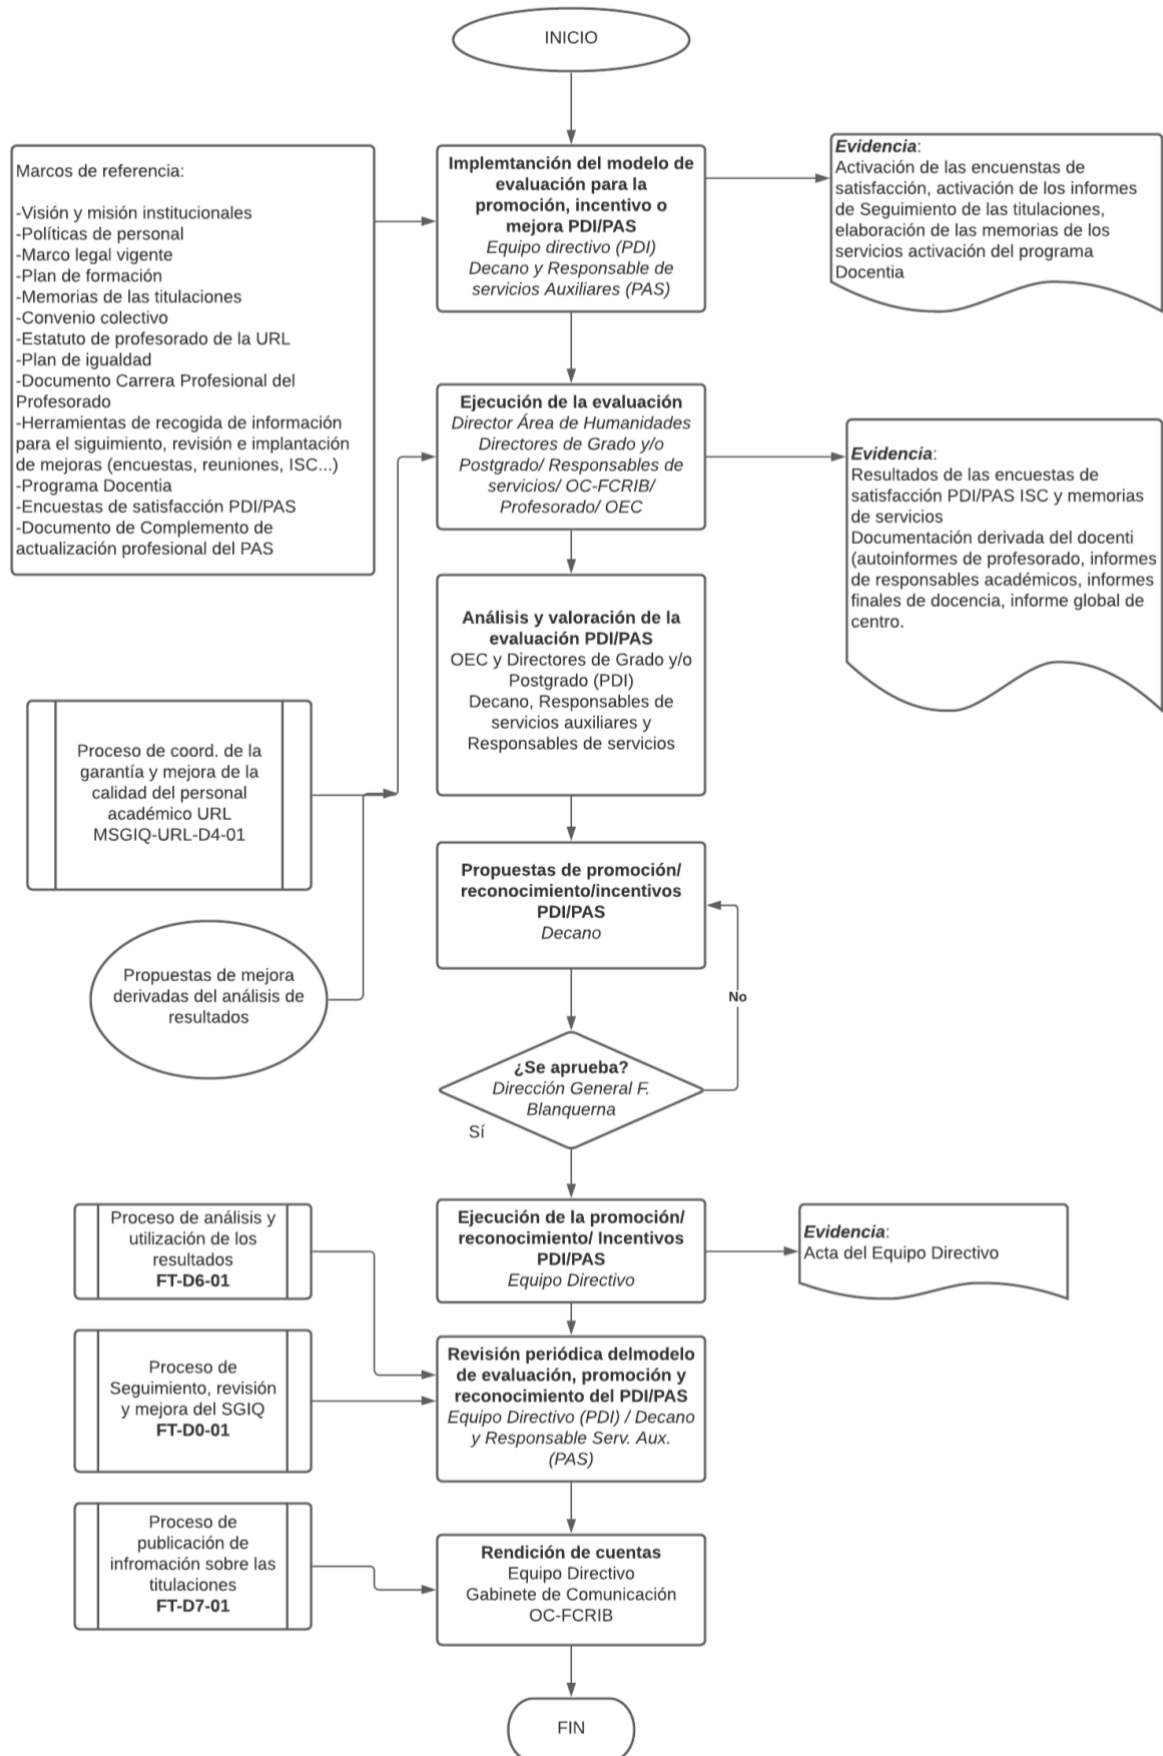 INICIO
Marcos de referencia:
-Visión y misión institucionales
-Políticas de personal
-Marco legal vigente
-Plan de formación
-Memorias de las titulaciones
-Convenio colectivo
-Estatuto de profesorado de la URL
-Plan de igualdad
-Documento Carrera Profesional del
Profesorado
-Herramientas de recogida de información
para el siguimiento, revisión e implantación
de mejoras (encuestas, reuniones, ISC...)
-Programa Docentia
-Encuestas de satisfacción PDI/PAS
-Documento de Complemento de
actualización profesional del PAS
Implemtanción del modelo de
evaluación para la
promoción, incentivo o
mejora PDI/PAS
Equipo directivo (PDI)
Decano y Responsable de
servicios Auxiliares (PAS)
Evidencia:
Activación de las encuenstas de
satisfacción, activación de los informes
de Seguimiento de las titulaciones,
elaboración de las memorias de los
servicios activación del programa
Docentia
Ejecución de la evaluación
Director Área de Humanidades
Directores de Grado y/o
Postgrado/ Responsables de
servicios/ OC-FCRIB/
Profesorado/ OEC
Evidencia:
Resultados de las encuestas de
satisfacción PDI/PAS ISC y memorias
de servicios
Documentación derivada del docenti
(autoinformes de profesorado, informes
de responsables académicos, informes
finales de docencia, informe global de
centro.
Análisis y valoración de la
evaluación PDI/PAS
OEC y Directores de Grado y/o
Postgrado (PDI)
Decano, Responsables de
servicios auxiliares y
Responsables de servicios
Proceso de coord. de la
garantía y mejora de la
calidad del personal
académico URL
MSGIQ-URL-D4-01
Propuestas de promoción/
reconocimiento/incentivos
PDI/PAS
Decano
Propuestas de mejora
derivadas del análisis de
resultados
No
¿Se aprueba?
Dirección General F.
Blanquerna
Sí
Proceso de análisis y
utilización de los
resultados
FT-D6-01
Ejecución de la promoción/
reconocimiento/ Incentivos
PDI/PAS
Equipo Directivo
Evidencia:
Acta del Equipo Directivo
Proceso de
Seguimiento, revisión
y mejora del SGIQ
FT-D0-01
Revisión periódica delmodelo
de evaluación, promoción y
reconocimiento del PDI/PAS
Equipo Directivo (PDI) / Decano
y Responsable Serv. Aux.
(PAS)
Proceso de
publicación de
infromación sobre las
titulaciones
FT-D7-01
Rendición de cuentas
Equipo Directivo
Gabinete de Comunicación
OC-FCRIB
FIN